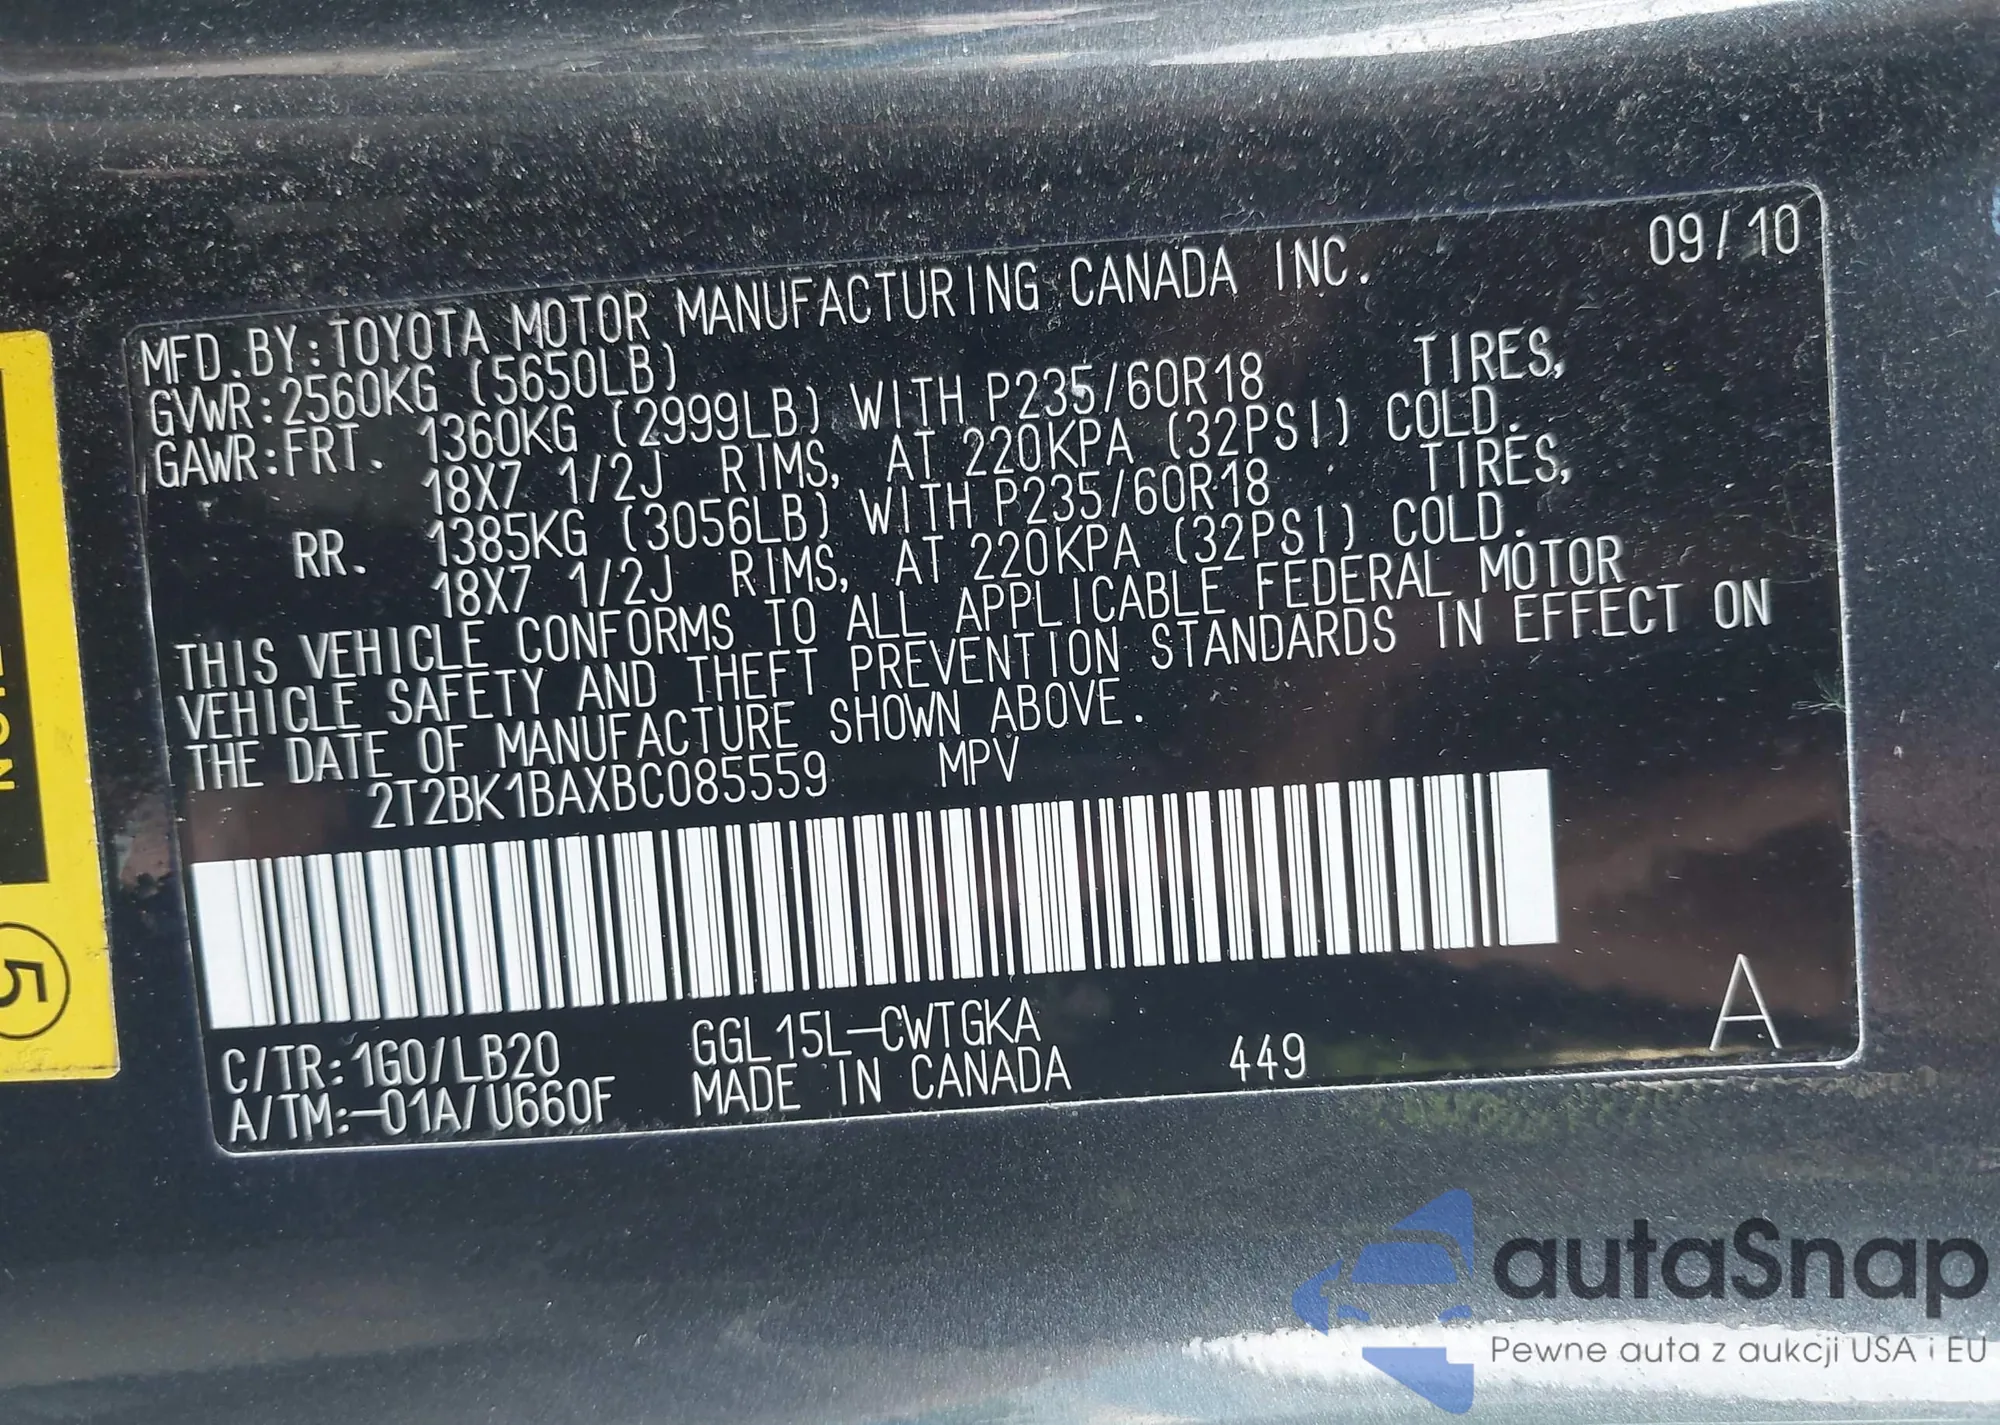 09/10
MFD.BY:TOYOTA MOTOR MANUFACTURING CANADA INC.
GVWR:2560KG (5650LB)
GAWR:FRT. 1360KG (2999LB) WITH P235/60R18 TIRES,
18X7 1/2J RIMS, AT 220KPA (32PSI) COLD.
RR. 1385KG (3056LB) WITH P235/60R18 TIRES,
18X7 1/2J RIMS, AT 220KPA (32PSI) COLD.
THIS VEHICLE CONFORMS TO ALL APPLICABLE FEDERAL MOTOR
VEHICLE SAFETY AND THEFT PREVENTION STANDARDS IN EFFECT ON
THE DATE OF MANUFACTURE SHOWN ABOVE.
2T2BK1BAXBC085559 MPV
C/TR:1G0/LB20 GGL15L-CWTGKA A
A/TM:-01A/U660F MADE IN CANADA 449
5
autaSnap
Pewne auta z aukcji USA i EU